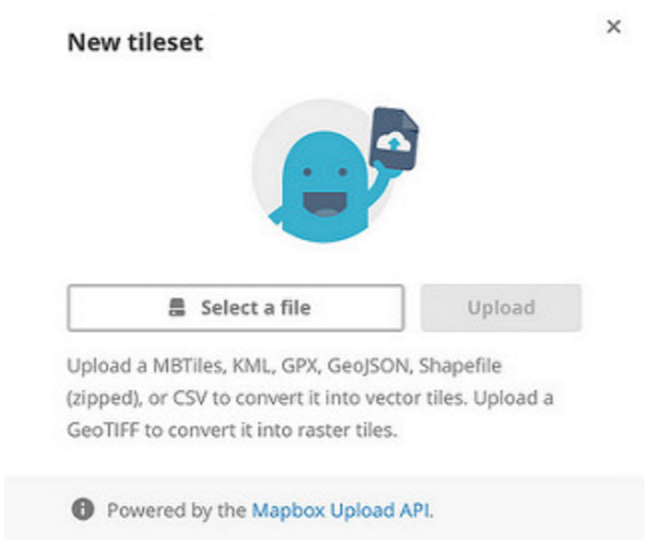 New tileset
Select a file
Upload
Upload a MBTiles, KML, GPX, GeoJSON, Shapefile
(zipped), or CSV to convert it into vector tiles. Upload a
GeoTIFF to convert it into raster tiles.
Powered by the Mapbox Upload API.